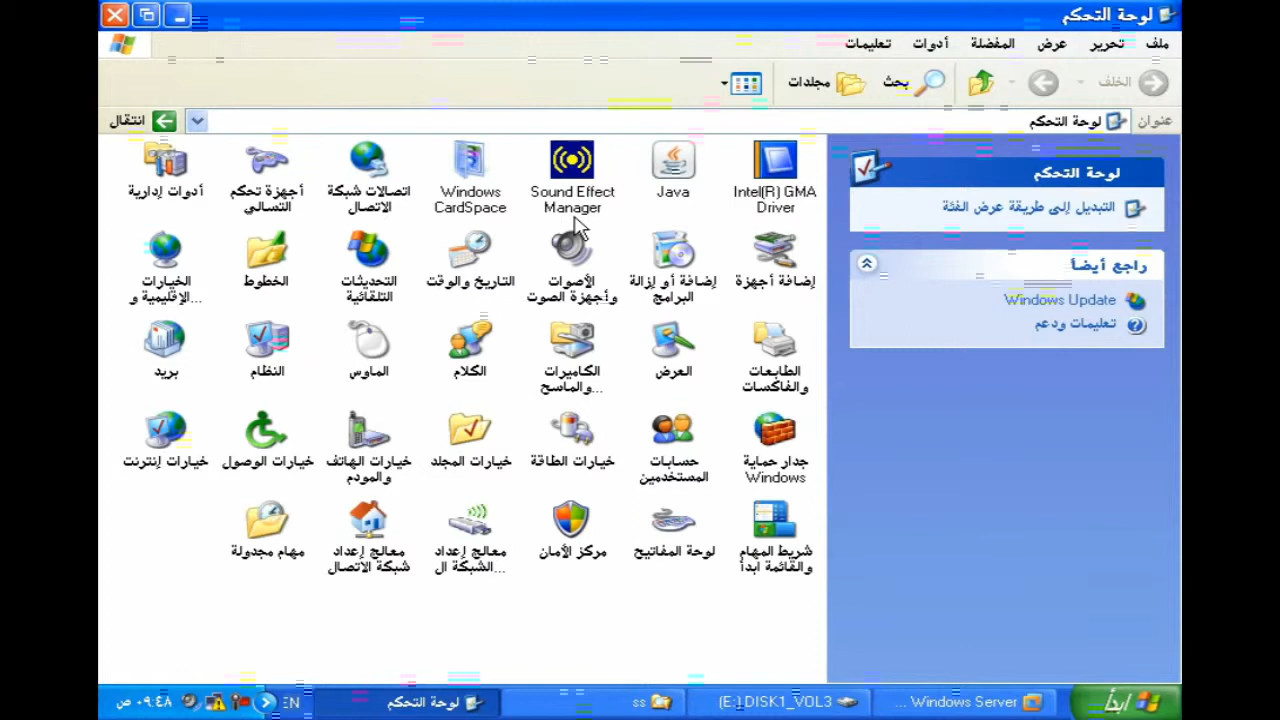 لوحة التحكم
ملف تحرير عرض المفضلة أدوات تعليمات
الخلف بحث مجلدات
عنوان لوحة التحكم انتقال
لوحة التحكم
التبديل إلى طريقة عرض الفئة
راجع أيضاً
Windows Update
تعليمات ودعم
Intel(R) GMA
Driver
Java
Sound Effect
Manager
Windows
CardSpace
اتصالات شبكة
الاتصال
أجهزة تحكم
التسالي
أدوات إدارية
إضافة أجهزة
إضافة أو إزالة
البرامج
الأصوات
وأجهزة الصوت
التاريخ والوقت
التحديثات
التلقائية
الخطوط
الخيارات
الإقليمية و...
الطابعات
والفاكسات
العرض
الكاميرات
والماسح...
الكلام
الماوس
النظام
بريد
جدار حماية
Windows
حسابات
المستخدمين
خيارات الطاقة
خيارات المجلد
خيارات الهاتف
والمودم
خيارات الوصول
خيارات إنترنت
شريط المهام
والقائمة ابدأ
لوحة المفاتيح
مركز الأمان
معالج إعداد
الشبكة ال...
معالج إعداد
شبكة الاتصال
مهام مجدولة
ابدأ
Windows Server ...
(E:) DISK1_VOL3
ss
لوحة التحكم
EN
٠٩:٤٨ ص